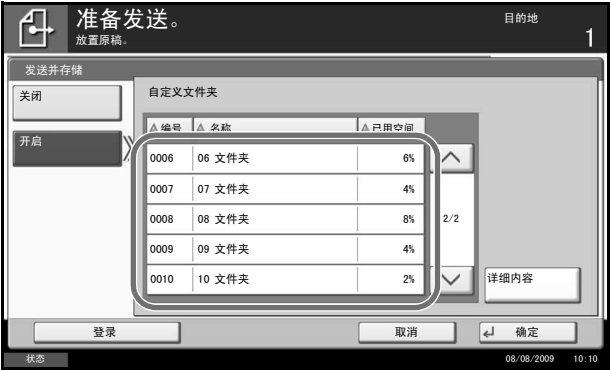 准备发送。
放置原稿。
目的地
1
发送并存储
关闭
开启
自定义文件夹
编号 名称 已用空间
0006 06 文件夹 6%
0007 07 文件夹 4%
0008 08 文件夹 8%
0009 09 文件夹 4%
0010 10 文件夹 2%
2/2
详细内容
登录 取消 确定
状态 08/08/2009 10:10